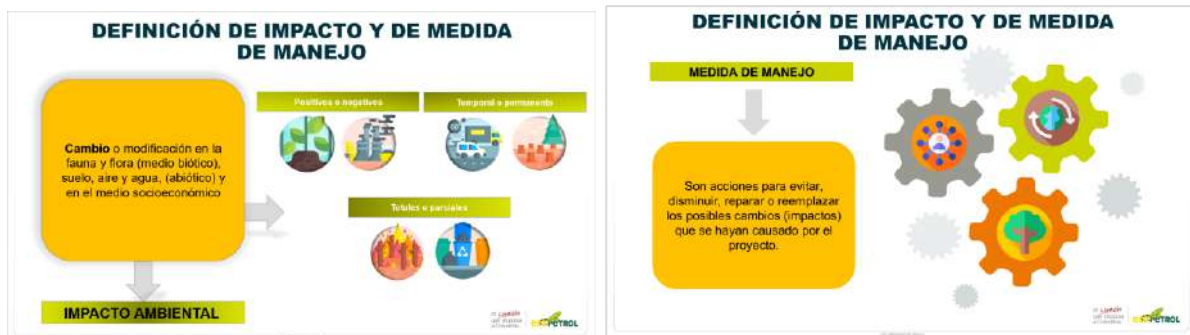 DEFINICIÓN DE IMPACTO Y DE MEDIDA
DE MANEJO
Cambio o modificación en la
fauna y flora (medio biótico),
suelo, aire y agua, (abiótico) y
en el medio socioeconómico
Positivos o negativos
Temporal o permanente
Totales o parciales
IMPACTO AMBIENTAL
ECOPETROL
DEFINICIÓN DE IMPACTO Y DE MEDIDA
DE MANEJO
MEDIDA DE MANEJO
Son acciones para evitar,
disminuir, reparar o reemplazar
los posibles cambios (impactos)
que se hayan causado por el
proyecto.
ECOPETROL